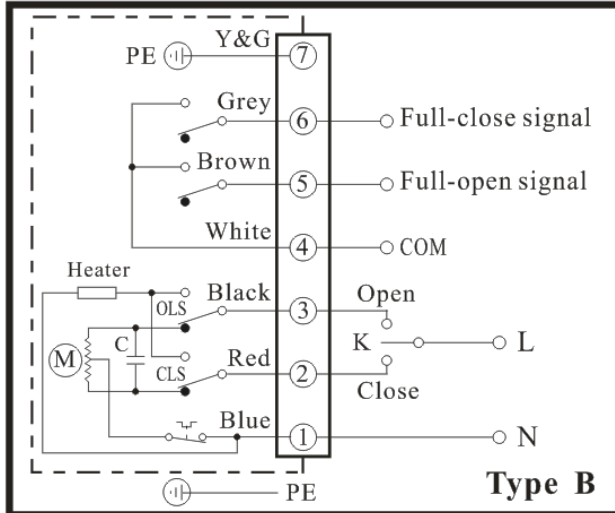 Y&G
PE 7
Grey
6 Full-close signal
Brown
5 Full-open signal
White
4 COM
Heater
OLS Black 3 Open
M C K L
CLS Red 2 Close
Blue
1 N
PE
Type B